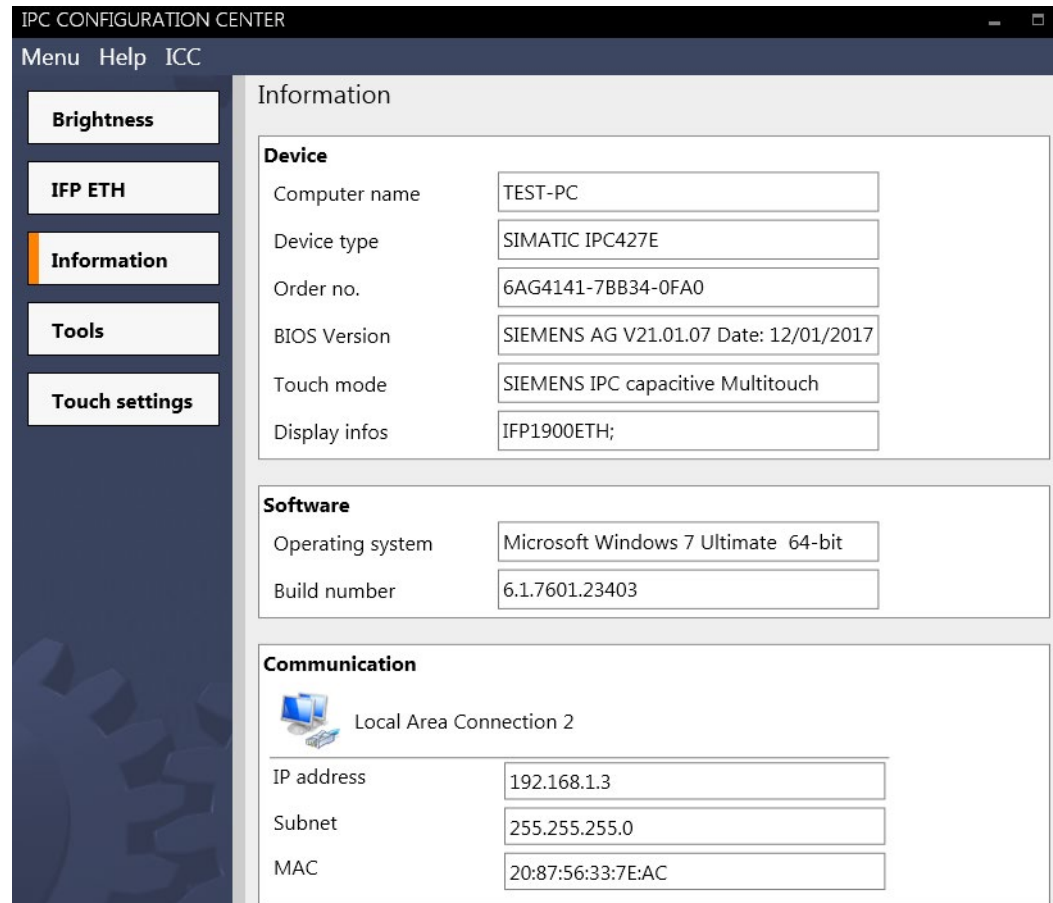 IPC CONFIGURATION CENTER
Menu Help ICC
Brightness
IFP ETH
Information
Tools
Touch settings
Information
Device
Computer name TEST-PC
Device type SIMATIC IPC427E
Order no. 6AG4141-7BB34-0FA0
BIOS Version SIEMENS AG V21.01.07 Date: 12/01/2017
Touch mode SIEMENS IPC capacitive Multitouch
Display infos IFP1900ETH;
Software
Operating system Microsoft Windows 7 Ultimate 64-bit
Build number 6.1.7601.23403
Communication
Local Area Connection 2
IP address 192.168.1.3
Subnet 255.255.255.0
MAC 20:87:56:33:7E:AC